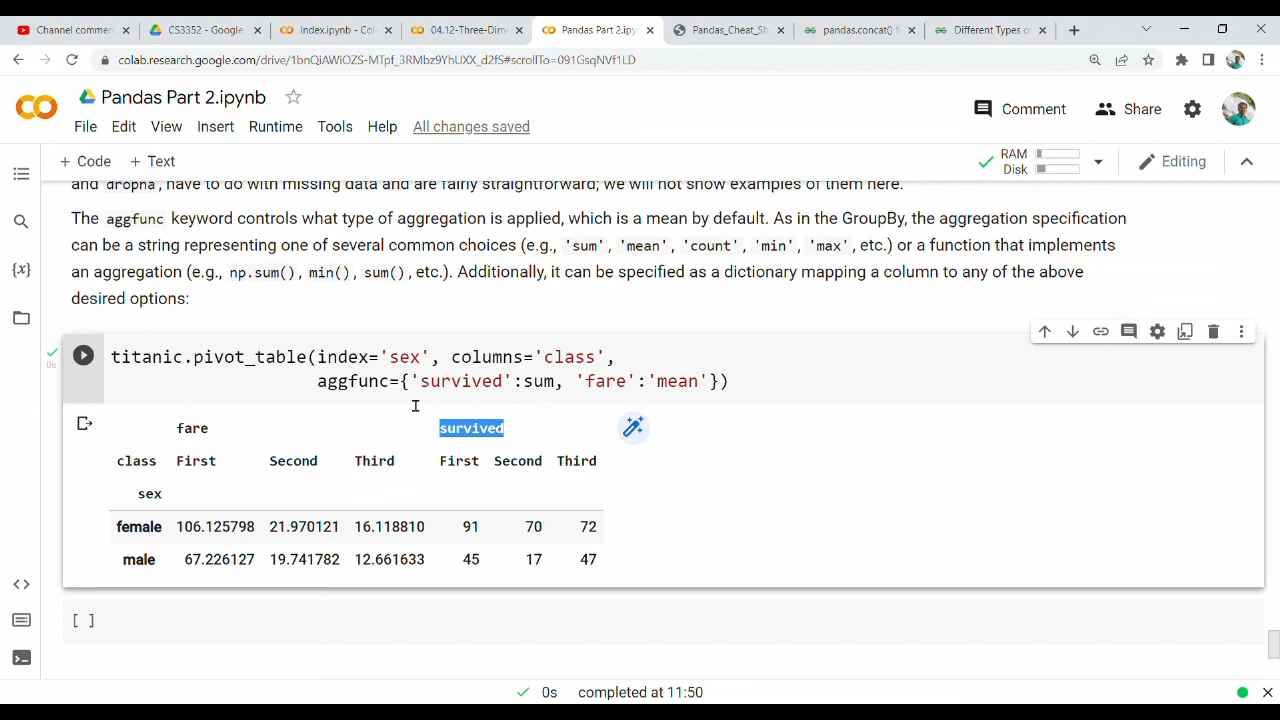 Channel commen
CS3352 - Google
Index.ipynb - Col
04.12-Three-Dim
Pandas Part 2.ipy
Pandas_Cheat_Sh
pandas.concat() f
Different Types of
colab.research.google.com/drive/1bnQiAWiOZS-MTpf_3RMbz9YhUXX_d2fS#scrollTo=091GsqNVf1LD
Pandas Part 2.ipynb
File Edit View Insert Runtime Tools Help All changes saved
Comment Share
+ Code + Text
RAM
Disk
Editing
and dropna, have to do with missing data and are fairly straightforward; we will not show examples of them here.
The aggfunc keyword controls what type of aggregation is applied, which is a mean by default. As in the GroupBy, the aggregation specification
can be a string representing one of several common choices (e.g., 'sum', 'mean', 'count', 'min', 'max', etc.) or a function that implements
an aggregation (e.g., np.sum(), min(), sum(), etc.). Additionally, it can be specified as a dictionary mapping a column to any of the above
desired options:
titanic.pivot_table(index='sex', columns='class',
aggfunc={'survived':sum, 'fare':'mean'})
0s
fare survived
class First Second Third First Second Third
sex
female 106.125798 21.970121 16.118810 91 70 72
male 67.226127 19.741782 12.661633 45 17 47
[ ]
0s completed at 11:50